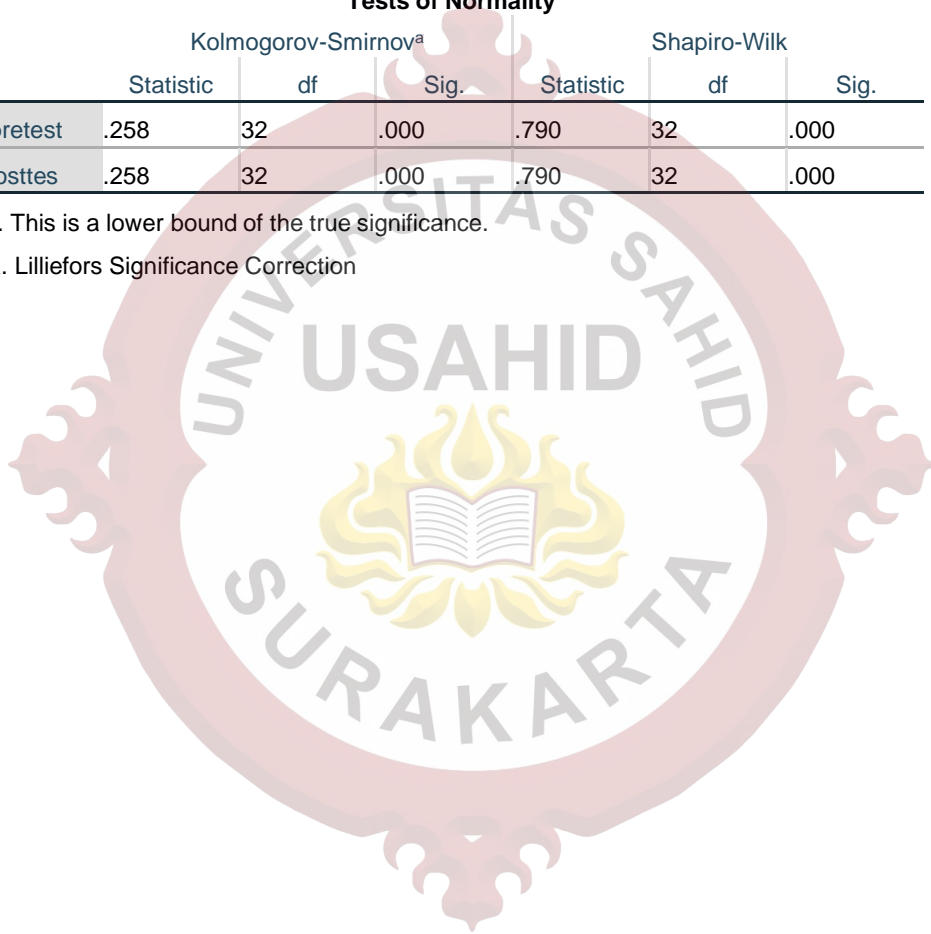 Tests of Normality
Kolmogorov-Smirnovᵃ Shapiro-Wilk
Statistic df Sig. Statistic df Sig.
pretest .258 32 .000 .790 32 .000
osttes .258 32 .000 .790 32 .000
. This is a lower bound of the true significance.
. Lilliefors Significance Correction
UNIVERSITAS SAHID
USAHID
SURAKARTA